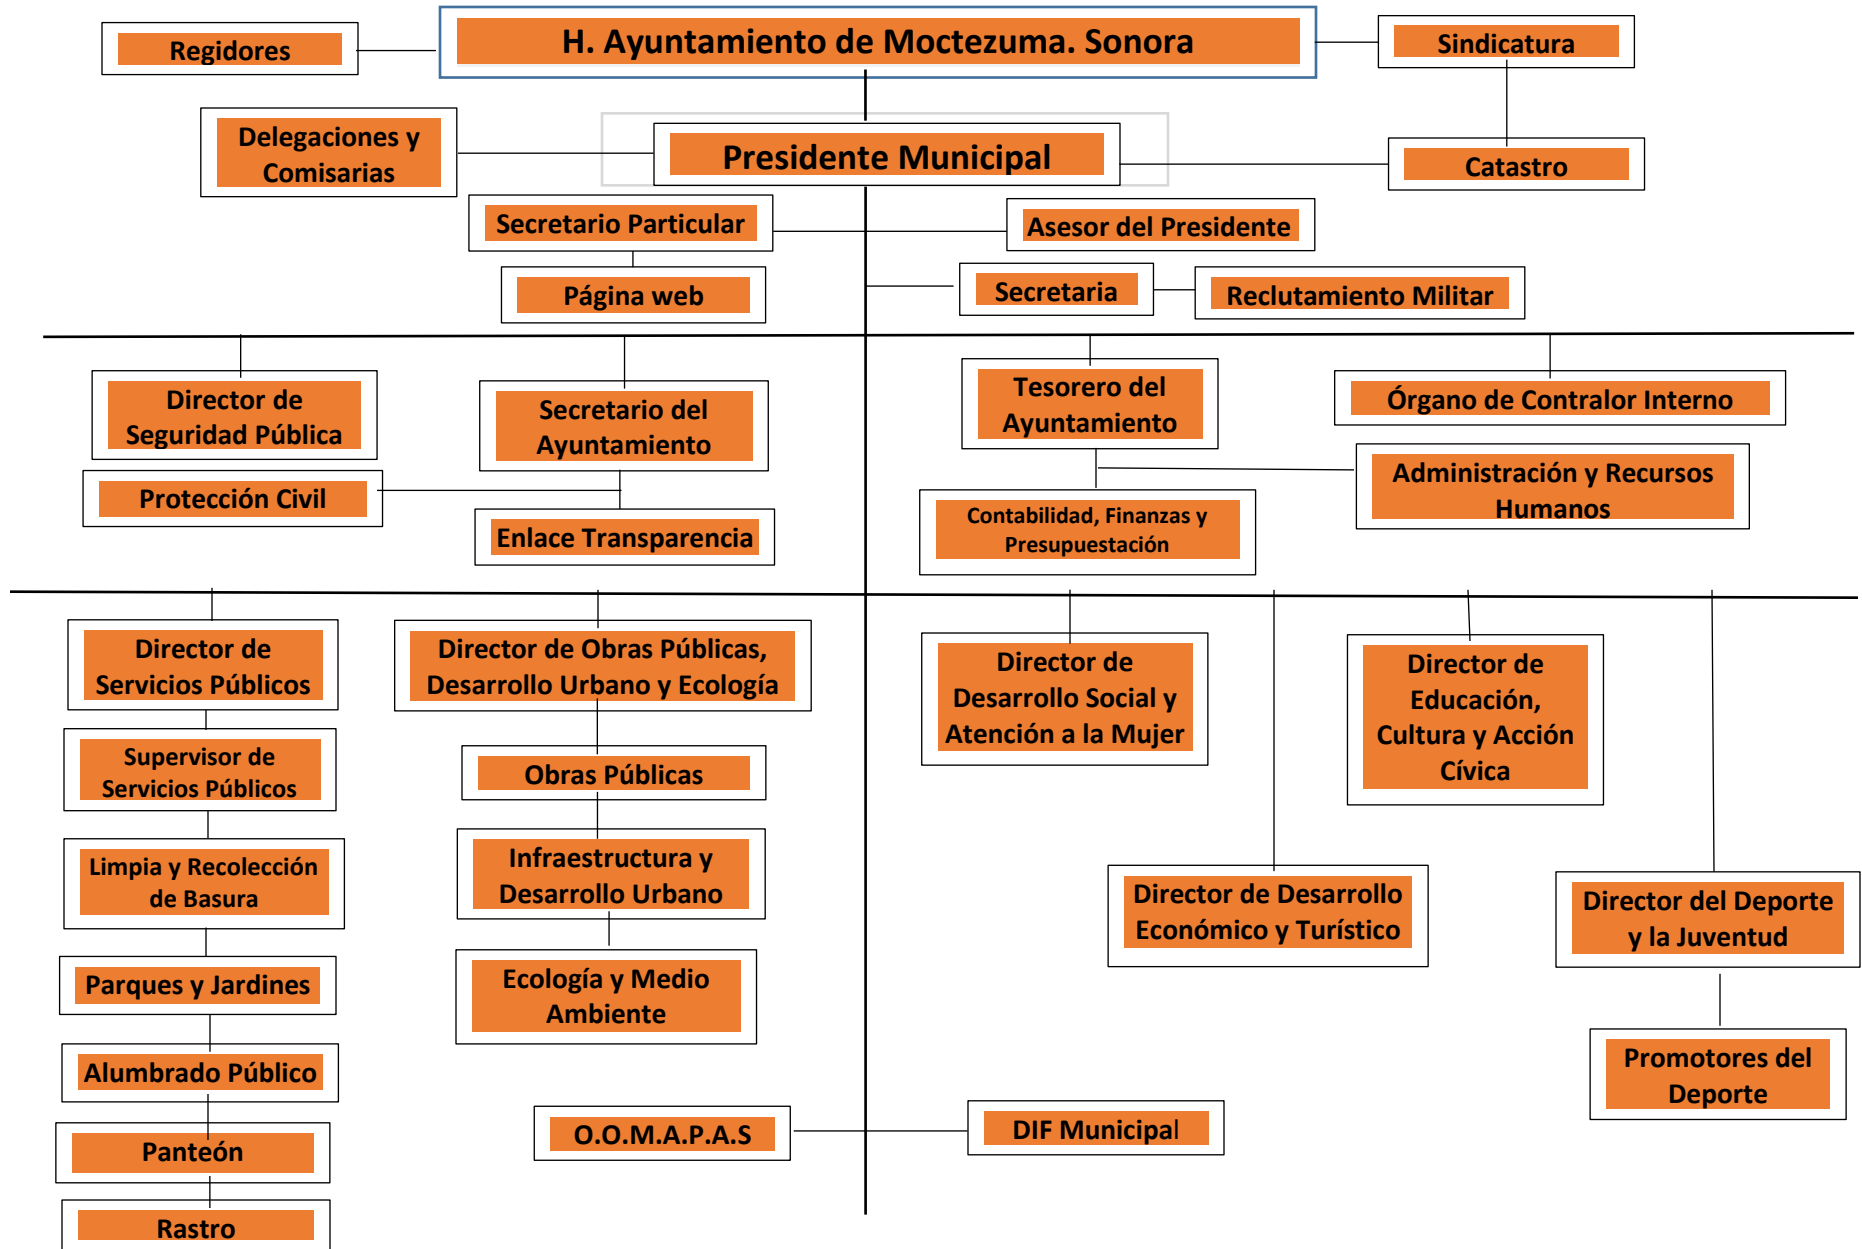 H. Ayuntamiento de Moctezuma. Sonora
Regidores
Sindicatura
Delegaciones y
Comisarias
Presidente Municipal
Catastro
Secretario Particular
Asesor del Presidente
Página web
Secretaria
Reclutamiento Militar
Director de
Seguridad Pública
Secretario del
Ayuntamiento
Tesorero del
Ayuntamiento
Órgano de Contralor Interno
Protección Civil
Enlace Transparencia
Contabilidad, Finanzas y
Presupuestación
Administración y Recursos
Humanos
Director de
Servicios Públicos
Supervisor de
Servicios Públicos
Limpia y Recolección
de Basura
Parques y Jardines
Alumbrado Público
Panteón
Rastro
Director de Obras Públicas,
Desarrollo Urbano y Ecología
Obras Públicas
Infraestructura y
Desarrollo Urbano
Ecología y Medio
Ambiente
Director de
Desarrollo Social y
Atención a la Mujer
Director de Desarrollo
Económico y Turístico
Director de
Educación,
Cultura y Acción
Cívica
Director del Deporte
y la Juventud
Promotores del
Deporte
O.O.M.A.P.A.S
DIF Municipal